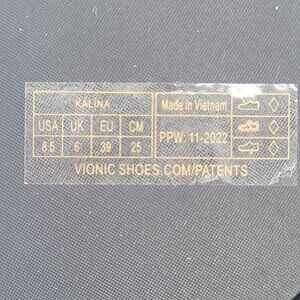 KALINA Made in Vietnam
USA UK EU CM PPW: 11-2022
8.5 6 39 25
VIONIC SHOES.COM/PATENTS